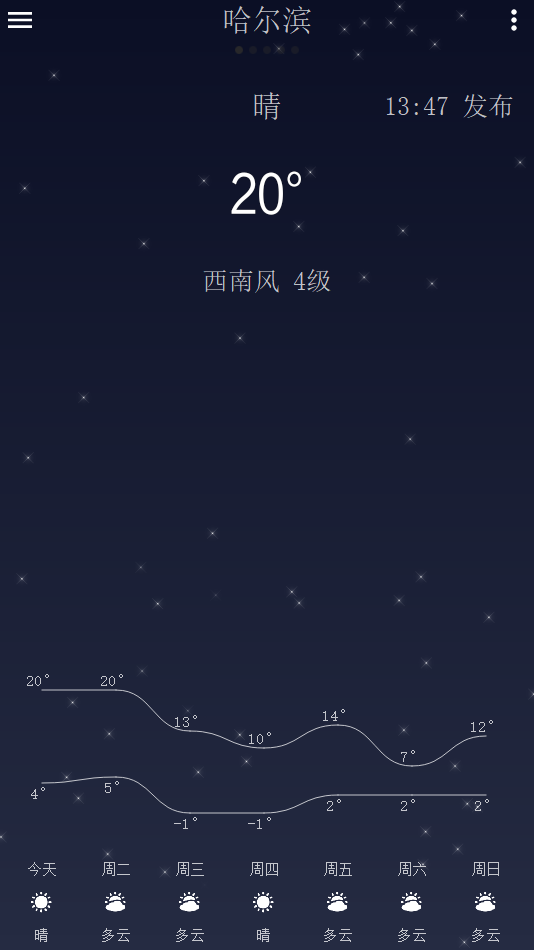 哈尔滨
晴
13:47 发布
20°
西南风 4级
20° 20° 13° 10° 14° 7° 12°
4° 5° -1° -1° 2° 2° 2°
今天 周二 周三 周四 周五 周六 周日
晴 多云 多云 晴 多云 多云 多云